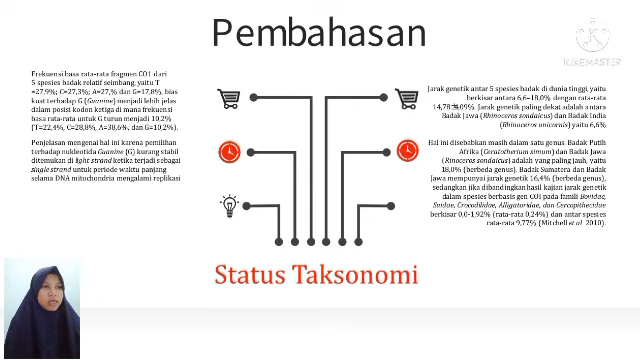 Pembahasan
KINEMASTER
Frekuensi basa rata-rata fragmen CO1 dari
5 spesies badak relatif seimbang, yaitu T
=27,9%; C=27,3%; A=27,% dan G=17,8%, bias
kuat terhadap G (Guanine) menjadi lebih jelas
dalam posisi kodon ketiga di mana frekuensi
basa rata-rata untuk G turun menjadi 10,2%
(T=22,4%, C=28,8%, A=38,6%, dan G=10,2%).
Penjelasan mengenai hal ini karena pemilihan
terhadap nukleotida Guanine (G) kurang stabil
ditemukan di light strand ketika terjadi sebagai
single strand untuk periode waktu panjang
selama DNA mitochondria mengalami replikasi
Jarak genetik antar 5 spesies badak di dunia tinggi, yaitu
berkisar antara 6,6–18,0% dengan rata-rata
14,78±4,09%. Jarak genetik paling dekat adalah antara
Badak Jawa (Rhinoceros sondaicus) dan Badak India
(Rhinoceros unicornis) yaitu 6,6%
Hal ini disebabkan masih dalam genus sama. Badak Putih
Afrika (Ceratotherium simum) dan Badak Jawa
(Rinoceros sondaicus) adalah yang paling jauh, yaitu
18,0% (berbeda genus). Badak Sumatera dan Badak
Jawa mempunyai jarak genetik 16,4% (berbeda genus),
sedangkan jika dibandingkan hasil kajian jarak genetik
dalam spesies berbasis gen COI pada famili Bovidae,
Suidae, Crocodilidae, Alligatoridae, dan Cercopithecidae
berkisar 0,0-1,92% (rata-rata 0,24%) dan antar spesies
rata-rata 9,77% (Mitchell et al. 2010).
Status Taksonomi